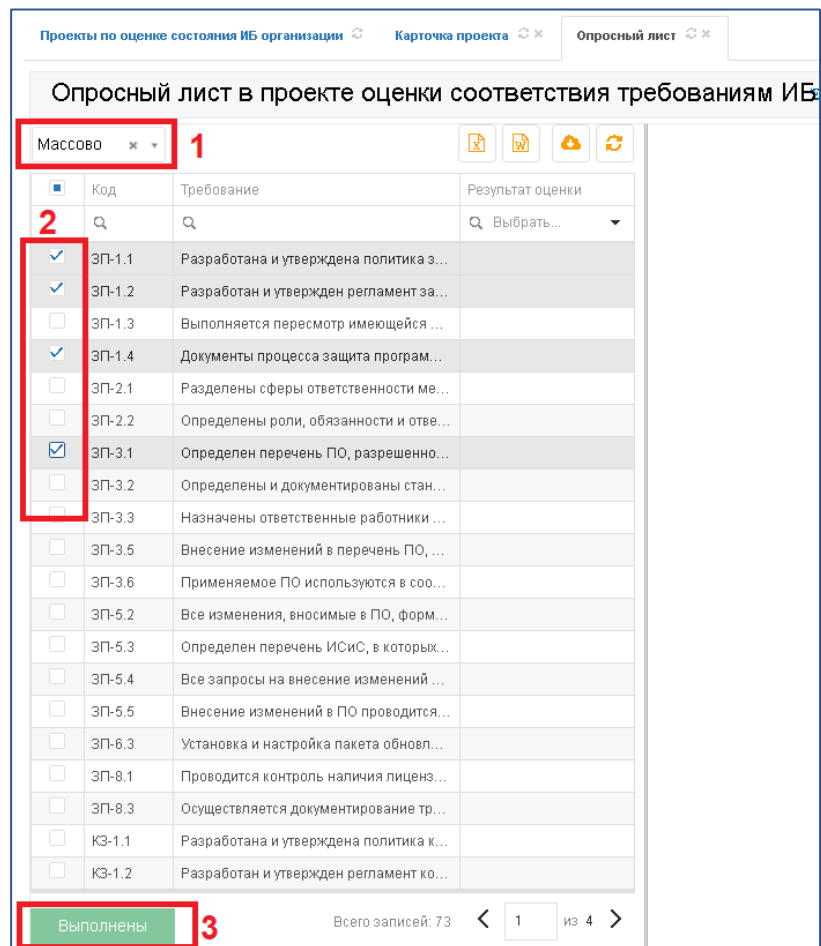 Проекты по оценке состояния ИБ организации Карточка проекта Опросный лист
Опросный лист в проекте оценки соответствия требованиям ИБ
Массово 1
Код Требование Результат оценки
2 Выбрать...
ЗП-1.1 Разработана и утверждена политика з...
ЗП-1.2 Разработан и утвержден регламент за...
ЗП-1.3 Выполняется пересмотр имеющейся ...
ЗП-1.4 Документы процесса защита програм...
ЗП-2.1 Разделены сферы ответственности ме...
ЗП-2.2 Определены роли, обязанности и отве...
ЗП-3.1 Определен перечень ПО, разрешенно...
ЗП-3.2 Определены и документированы стан...
ЗП-3.3 Назначены ответственные работники ...
ЗП-3.5 Внесение изменений в перечень ПО, ...
ЗП-3.6 Применяемое ПО используются в соо...
ЗП-5.2 Все изменения, вносимые в ПО, форм...
ЗП-5.3 Определен перечень ИСиС, в которых...
ЗП-5.4 Все запросы на внесение изменений ...
ЗП-5.5 Внесение изменений в ПО проводится...
ЗП-6.3 Установка и настройка пакета обновл...
ЗП-8.1 Проводится контроль наличия лиценз...
ЗП-8.3 Осуществляется документирование тр...
КЗ-1.1 Разработана и утверждена политика к...
КЗ-1.2 Разработан и утвержден регламент ко...
Выполнены 3 Всего записей: 73 1 из 4